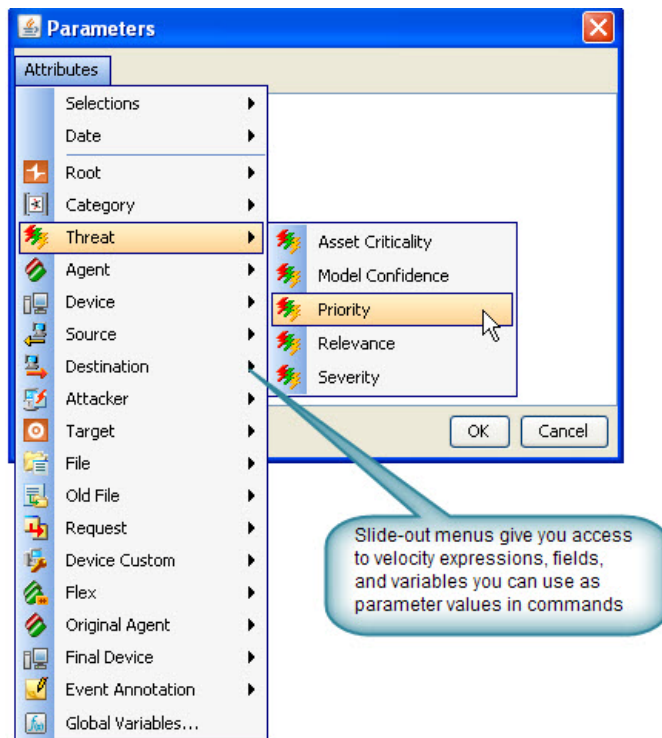 Parameters
Attributes
Selections
Date
Root
Category
Threat
Agent
Device
Source
Destination
Attacker
Target
File
Old File
Request
Device Custom
Flex
Original Agent
Final Device
Event Annotation
Global Variables...
Asset Criticality
Model Confidence
Priority
Relevance
Severity
OK
Cancel
Slide-out menus give you access
to velocity expressions, fields,
and variables you can use as
parameter values in commands